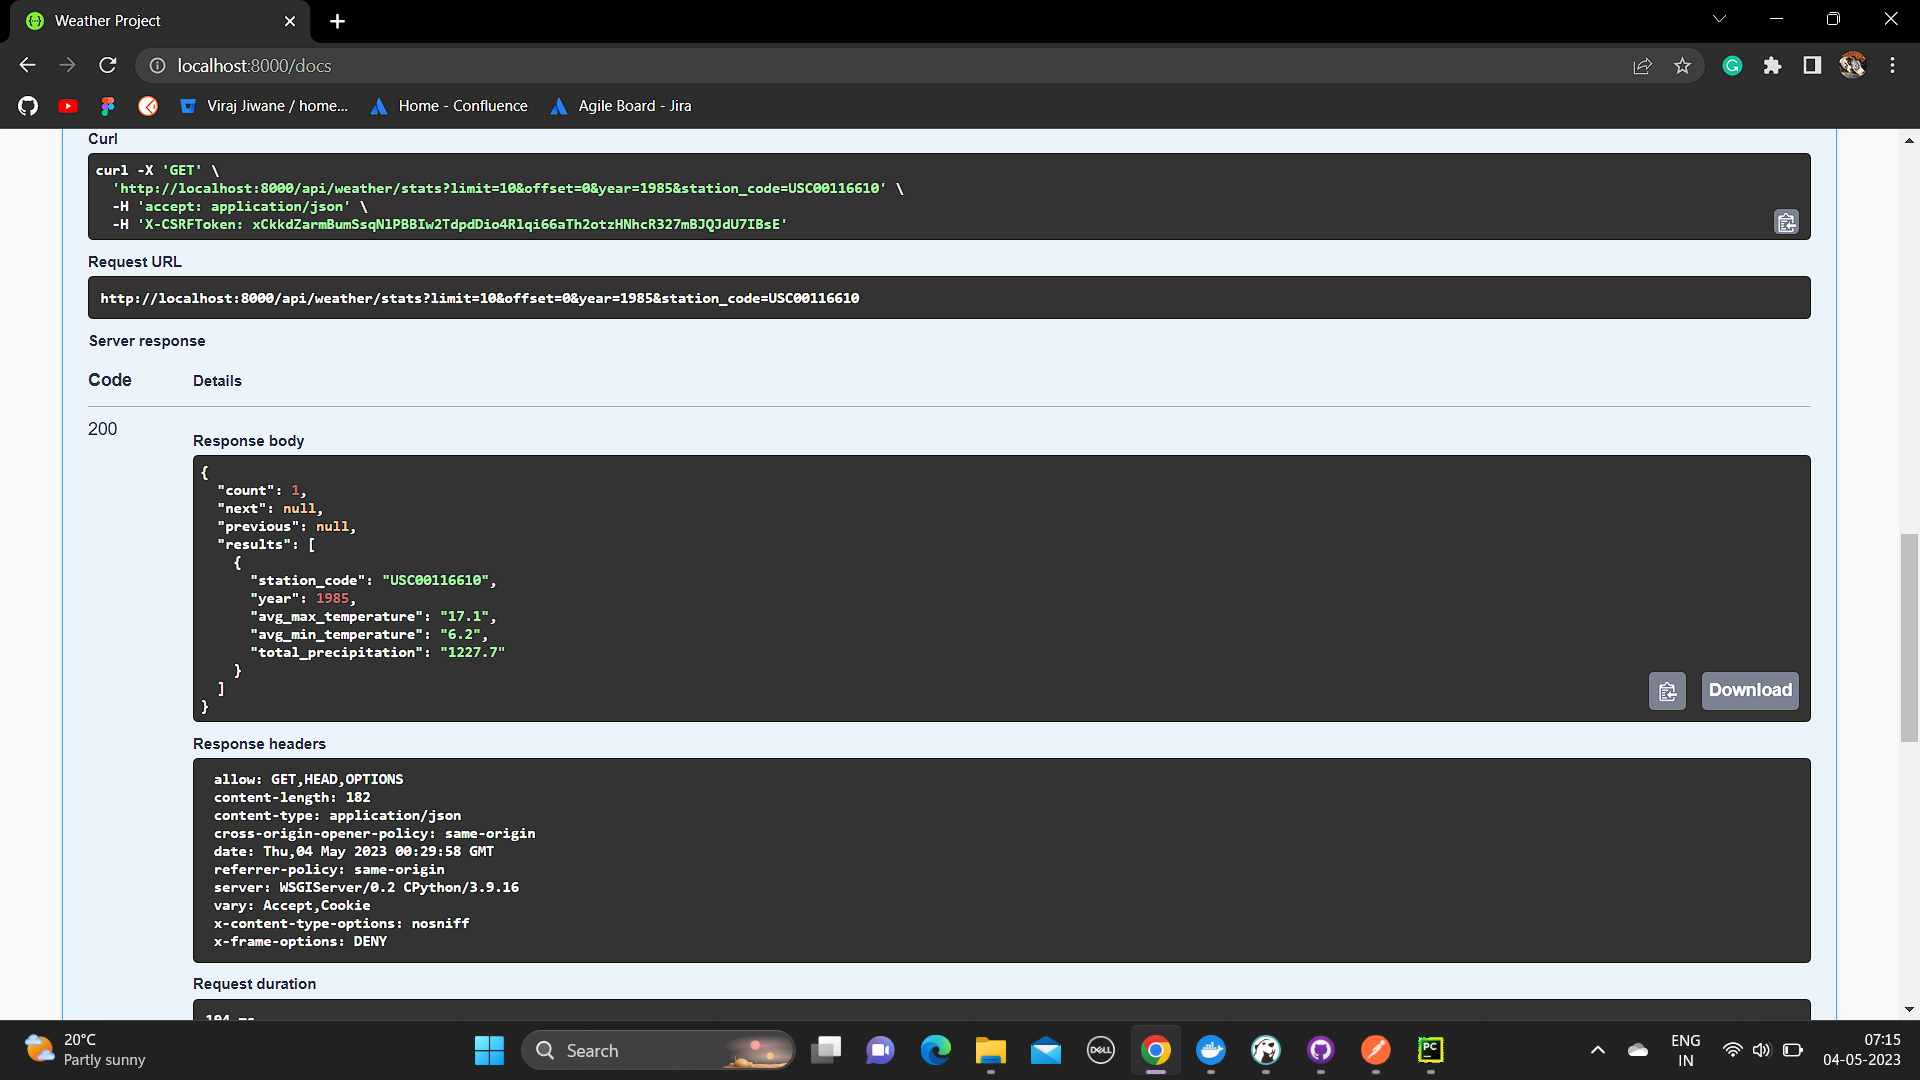 Weather Project
localhost:8000/docs
Viraj Jiwane / home...
Home - Confluence
Agile Board - Jira
Curl
curl -X 'GET' \
'http://localhost:8000/api/weather/stats?limit=10&offset=0&year=1985&station_code=USC00116610' \
-H 'accept: application/json' \
-H 'X-CSRFToken: xCkkdZarmBumSsqNlPBBIw2TdpdDio4Rlqi66aTh2otzHNhcR327mBJQJdU7IBsE'
Request URL
http://localhost:8000/api/weather/stats?limit=10&offset=0&year=1985&station_code=USC00116610
Server response
Code Details
200
Response body
{
"count": 1,
"next": null,
"previous": null,
"results": [
{
"station_code": "USC00116610",
"year": 1985,
"avg_max_temperature": "17.1",
"avg_min_temperature": "6.2",
"total_precipitation": "1227.7"
}
]
}
Download
Response headers
allow: GET,HEAD,OPTIONS
content-length: 182
content-type: application/json
cross-origin-opener-policy: same-origin
date: Thu,04 May 2023 00:29:58 GMT
referrer-policy: same-origin
server: WSGIServer/0.2 CPython/3.9.16
vary: Accept,Cookie
x-content-type-options: nosniff
x-frame-options: DENY
Request duration
194 ms
20°C
Partly sunny
Search
DELL
PC
ENG
IN
07:15
04-05-2023